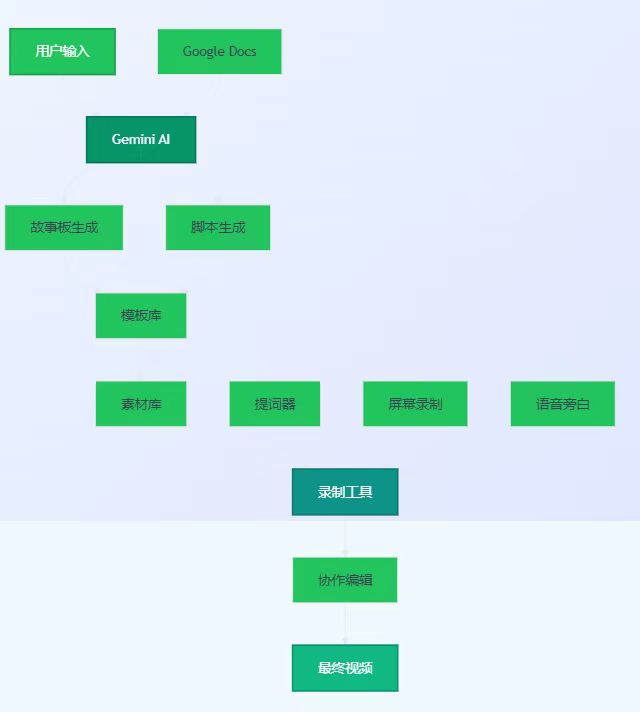 用户输入
Google Docs
Gemini AI
故事板生成
脚本生成
模板库
素材库
提词器
屏幕录制
语音旁白
录制工具
协作编辑
最终视频